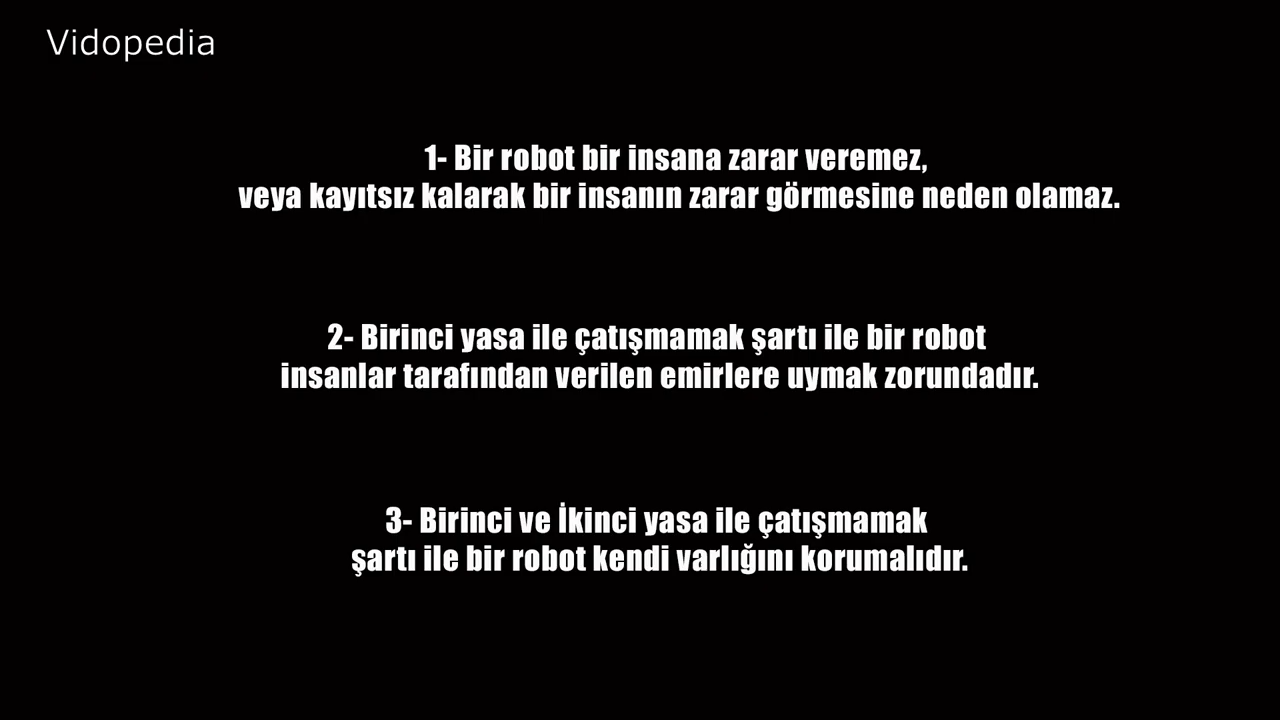 Vidopedia
1- Bir robot bir insana zarar veremez,
veya kayıtsız kalarak bir insanın zarar görmesine neden olamaz.
2- Birinci yasa ile çatışmamak şartı ile bir robot
insanlar tarafından verilen emirlere uymak zorundadır.
3- Birinci ve İkinci yasa ile çatışmamak
şartı ile bir robot kendi varlığını korumalıdır.